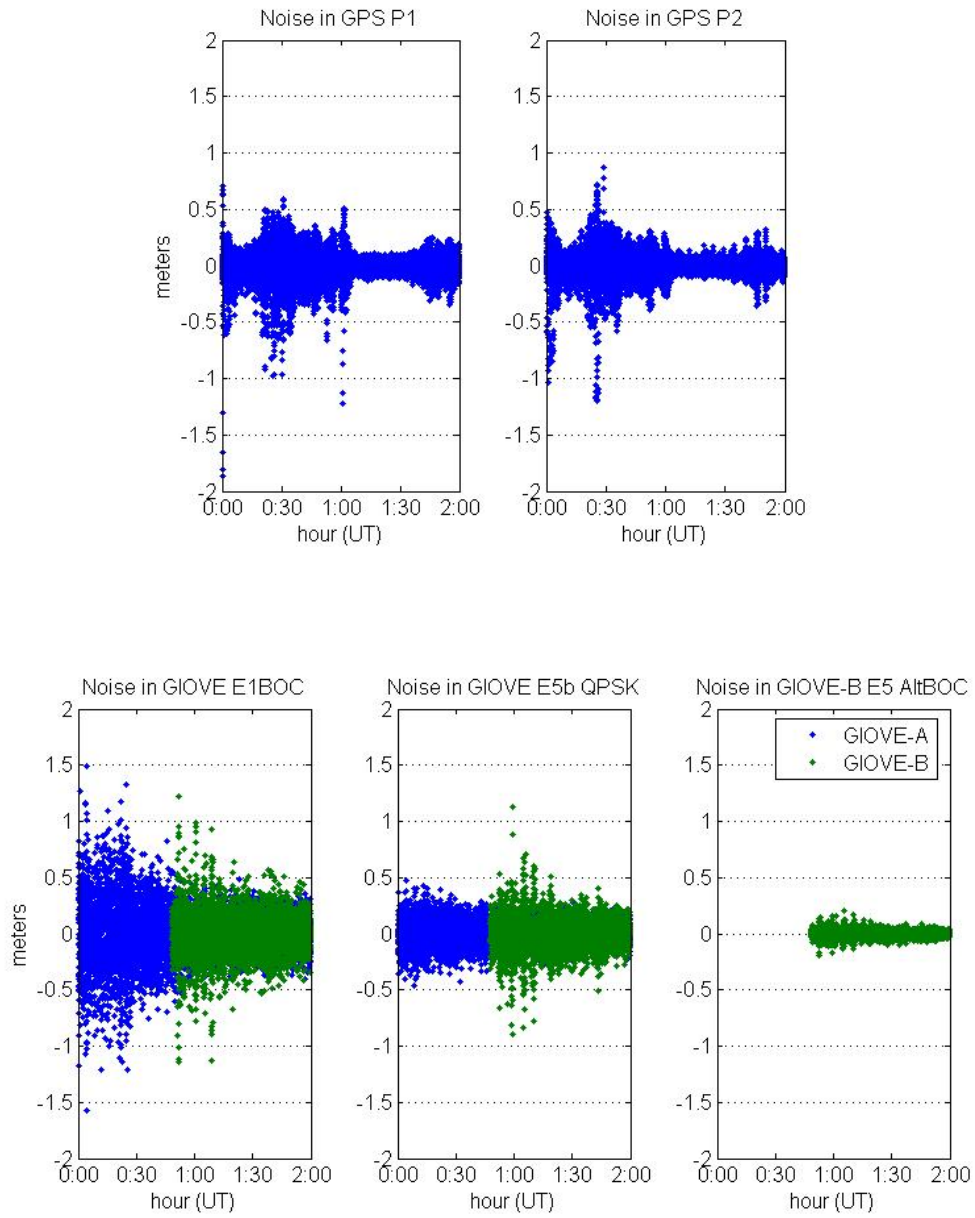 Noise in GPS P1
Noise in GPS P2
2
1.5
1
0.5
0
-0.5
-1
-1.5
-2
meters
0:00 0:30 1:00 1:30 2:00
hour (UT)
2
1.5
1
0.5
0
-0.5
-1
-1.5
-2
0:00 0:30 1:00 1:30 2:00
hour (UT)
Noise in GIOVE E1BOC
Noise in GIOVE E5b QPSK
Noise in GIOVE-B E5 AltBOC
2
1.5
1
0.5
0
-0.5
-1
-1.5
-2
meters
0:00 0:30 1:00 1:30 2:00
hour (UT)
2
1.5
1
0.5
0
-0.5
-1
-1.5
-2
0:00 0:30 1:00 1:30 2:00
hour (UT)
2
1.5
1
0.5
0
-0.5
-1
-1.5
-2
GIOVE-A
GIOVE-B
0:00 0:30 1:00 1:30 2:00
hour (UT)